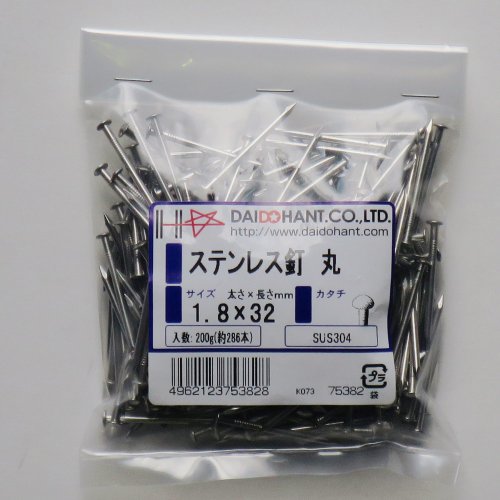 DAIDOHANT.CO.,LTD.
http://www.daidohant.com
ステンレス釘 丸
サイズ 太さ×長さmm カタチ
1.8×32
入数:200g(約286本) SUS304
4962123753828 K073 75382 プラ
袋